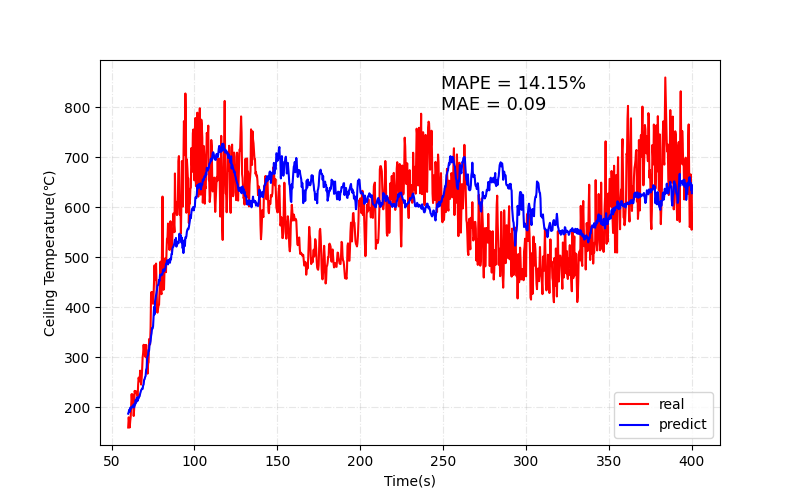 MAPE = 14.15%
MAE = 0.09
Ceiling Temperature(℃)
800
700
600
500
400
300
200
real
predict
50 100 150 200 250 300 350 400
Time(s)